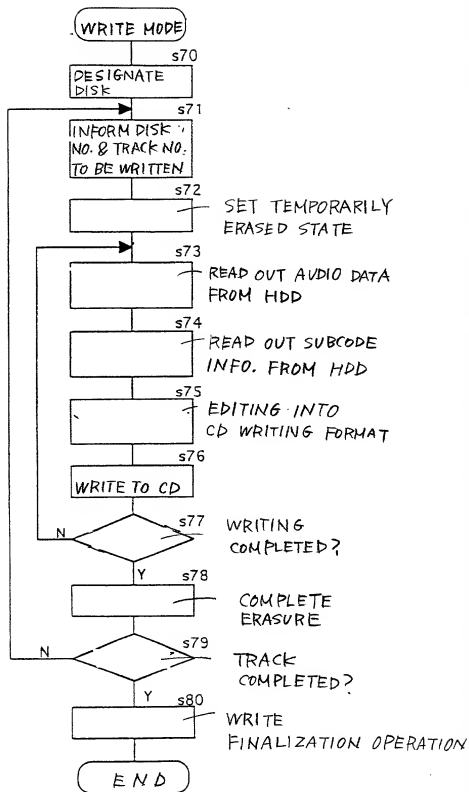 WRITE MODE
s70
DESIGNATE
DISK
s71
INFORM DISK
NO. & TRACK NO.
TO BE WRITTEN
s72
SET TEMPORARILY
ERASED STATE
s73
READ OUT AUDIO DATA
FROM HDD
s74
READ OUT SUBCODE
INFO. FROM HDD
s75
EDITING INTO
CD WRITING FORMAT
s76
WRITE TO CD
s77
WRITING
COMPLETED?
N
Y
s78
COMPLETE
ERASURE
s79
TRACK
COMPLETED?
N
Y
s80
WRITE
FINALIZATION OPERATION
END